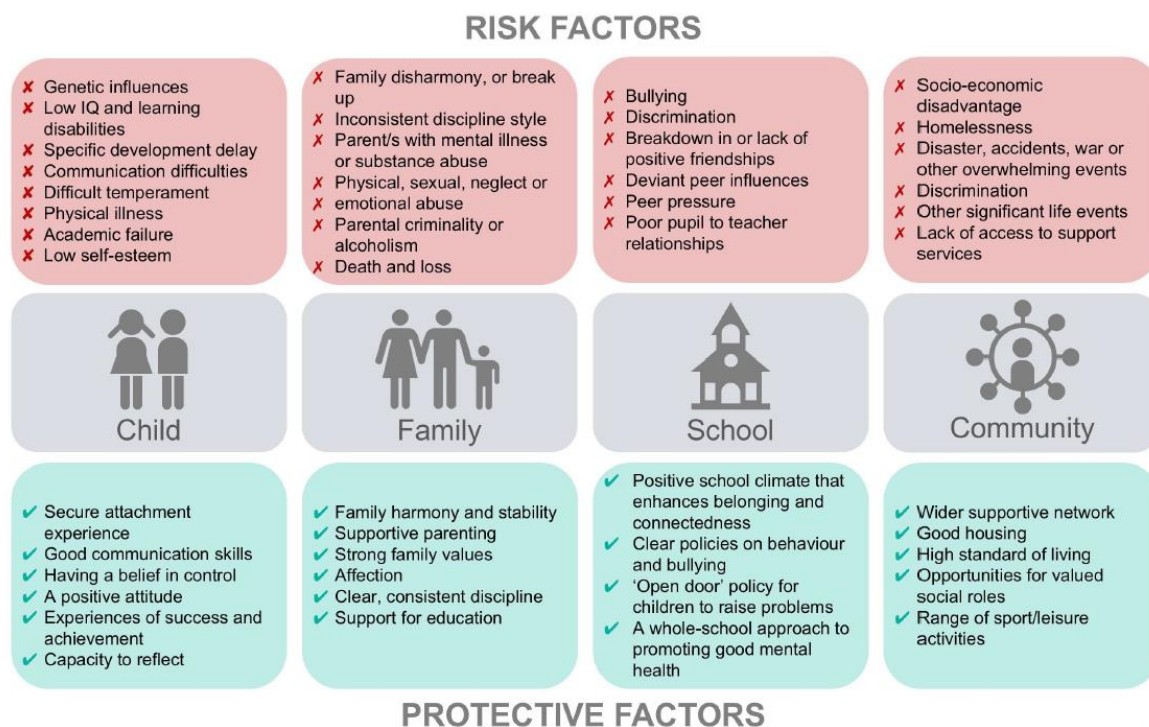 RISK FACTORS
✘ Genetic influences
✘ Low IQ and learning
✘ disabilities
✘ Specific development delay
✘ Communication difficulties
✘ Difficult temperament
✘ Physical illness
✘ Academic failure
✘ Low self-esteem
✗ Family disharmony, or break
up
✗ Inconsistent discipline style
✗ Parent/s with mental illness
or substance abuse
✗ Physical, sexual, neglect or
✗ emotional abuse
✗ Parental criminality or
alcoholism
✗ Death and loss
✗ Bullying
✗ Discrimination
✗ Breakdown in or lack of
positive friendships
✗ Deviant peer influences
✗ Peer pressure
✗ Poor pupil to teacher
relationships
✗ Socio-economic
disadvantage
✗ Homelessness
✗ Disaster, accidents, war or
other overwhelming events
✗ Discrimination
✗ Other significant life events
✗ Lack of access to support
services
Child
Family
School
Community
✔ Secure attachment
experience
✔ Good communication skills
✔ Having a belief in control
✔ A positive attitude
✔ Experiences of success and
achievement
✔ Capacity to reflect
✔ Family harmony and stability
✔ Supportive parenting
✔ Strong family values
✔ Affection
✔ Clear, consistent discipline
✔ Support for education
✔ Positive school climate that
enhances belonging and
connectedness
✔ Clear policies on behaviour
and bullying
✔ ‘Open door’ policy for
children to raise problems
✔ A whole-school approach to
promoting good mental
health
✔ Wider supportive network
✔ Good housing
✔ High standard of living
✔ Opportunities for valued
social roles
✔ Range of sport/leisure
activities
PROTECTIVE FACTORS